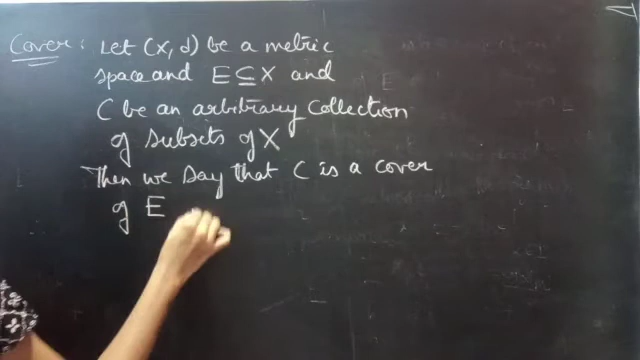 Cover: Let (X, d) be a metric
space and E ⊆ X and
C be an arbitrary collection
of subsets of X
Then we say that C is a cover
of E